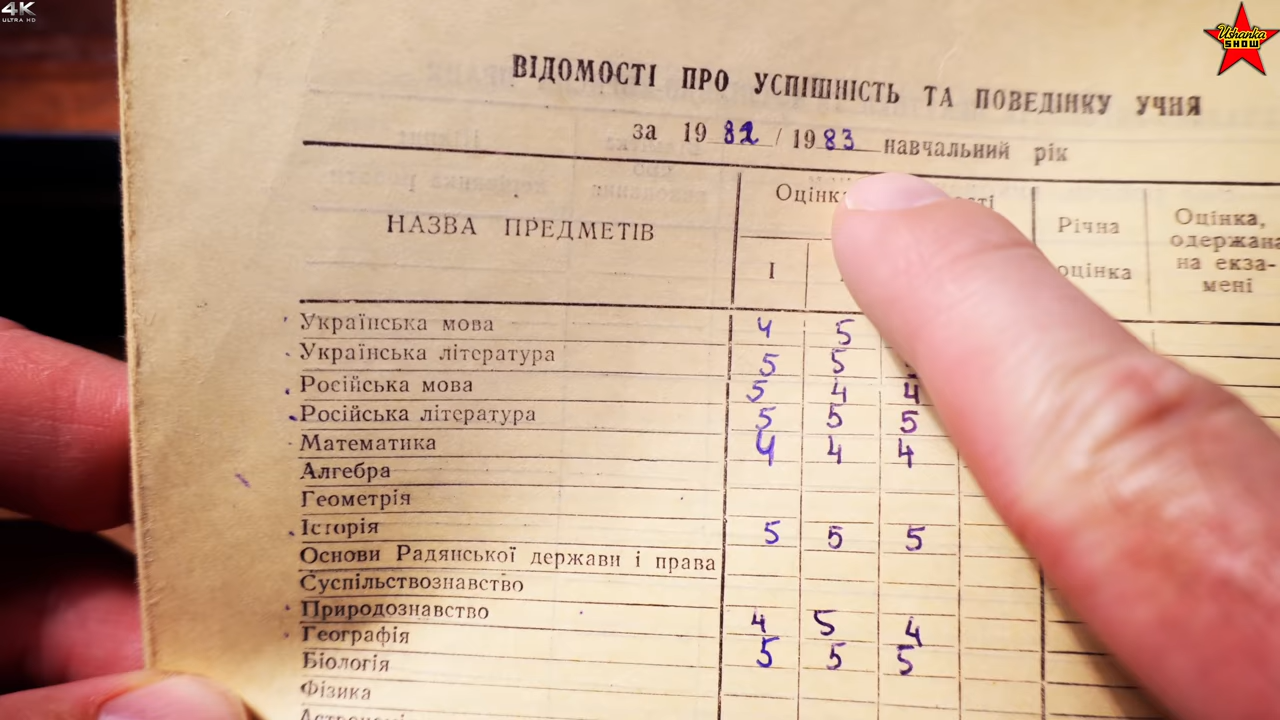 4K
ULTRA HD
Ushanka
SHOW
ВІДОМОСТІ ПРО УСПІШНІСТЬ ТА ПОВЕДІНКУ УЧНЯ
за 1982/1983 навчальний рік
НАЗВА ПРЕДМЕТІВ
Оцінка
I
Річна
оцінка
Оцінка,
одержана
на екза-
мені
Українська мова 4 5
Українська література 5 5
Російська мова 5 4 4
Російська література 5 5 5
Математика 4 4 4
Алгебра
Геометрія
Історія 5 5 5
Основи Радянської держави і права
Суспільствознавство
Природознавство 4 5 4
Географія 5 5 5
Біологія
Фізика